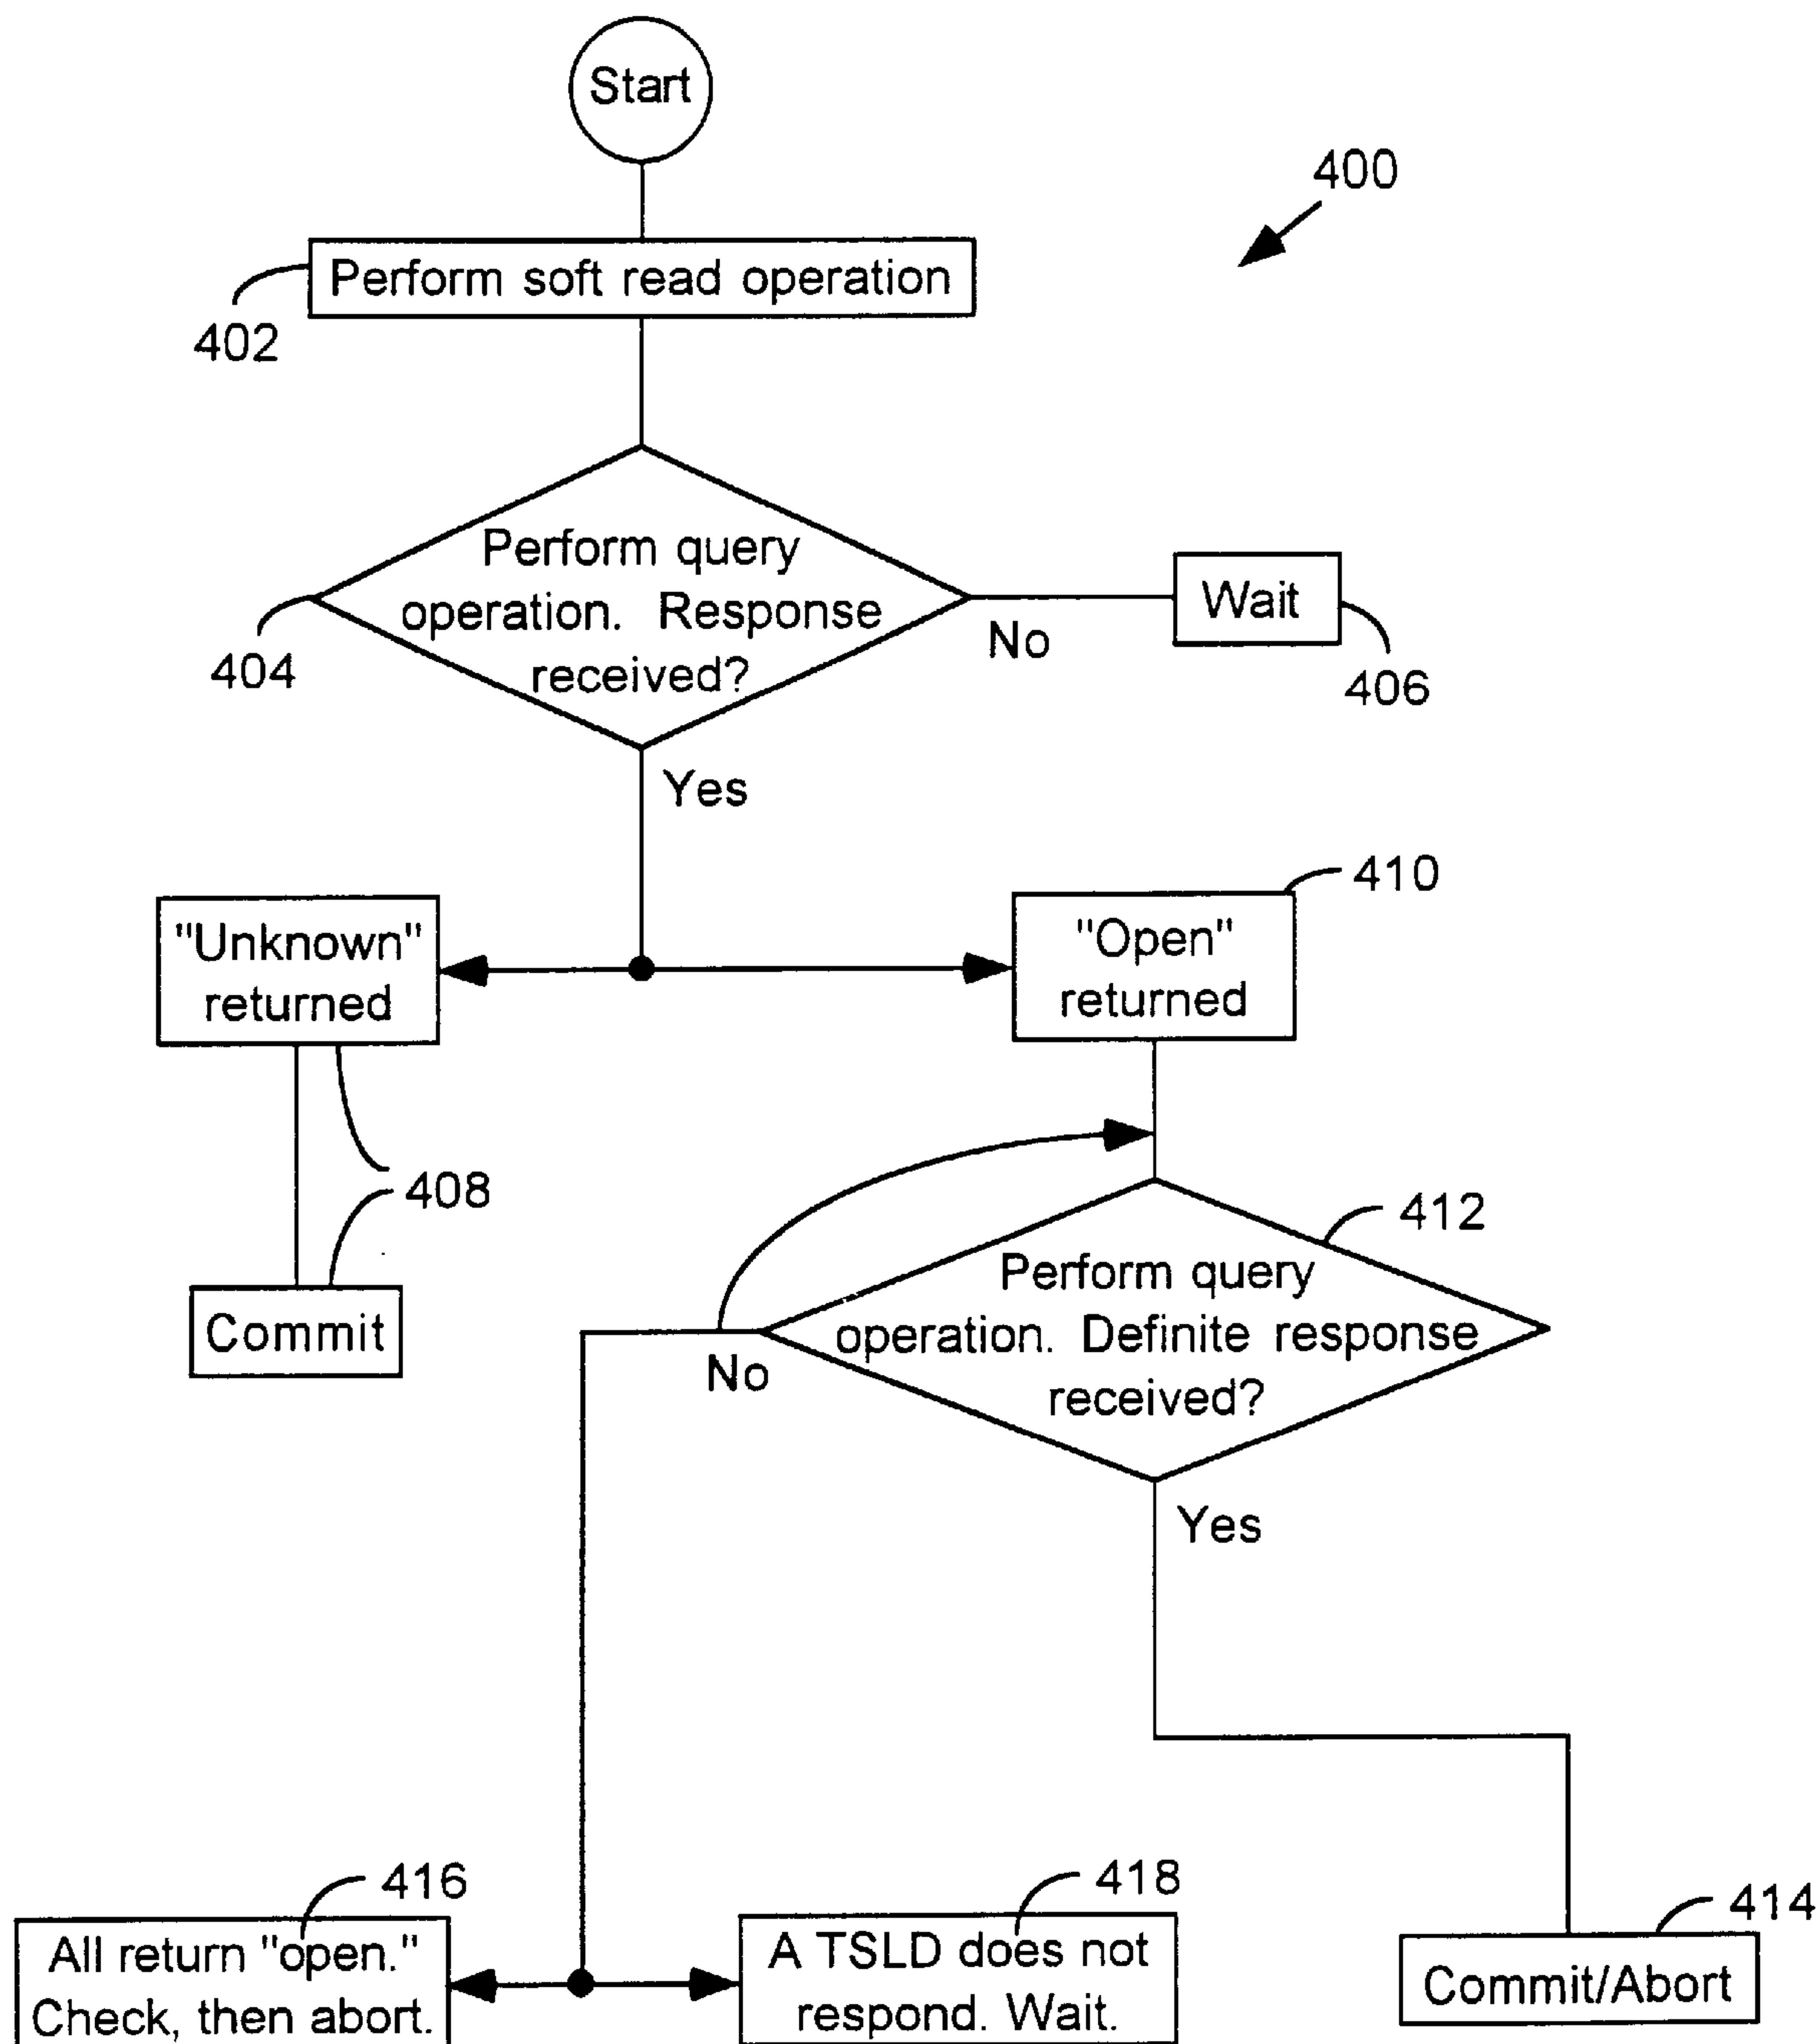 Start
400
Perform soft read operation
402
Perform query
operation. Response
received?
404
No
Wait
406
Yes
"Unknown"
returned
"Open"
returned
410
408
Commit
412
Perform query
operation. Definite response
received?
No
Yes
416
All return "open."
Check, then abort.
418
A TSLD does not
respond. Wait.
414
Commit/Abort